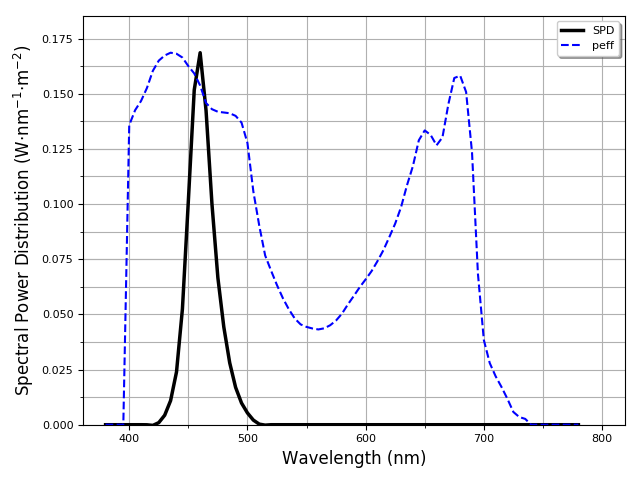 Spectral Power Distribution (W·nm⁻¹·m⁻²)
0.175
0.150
0.125
0.100
0.075
0.050
0.025
0.000
SPD
peff
400 500 600 700 800
Wavelength (nm)